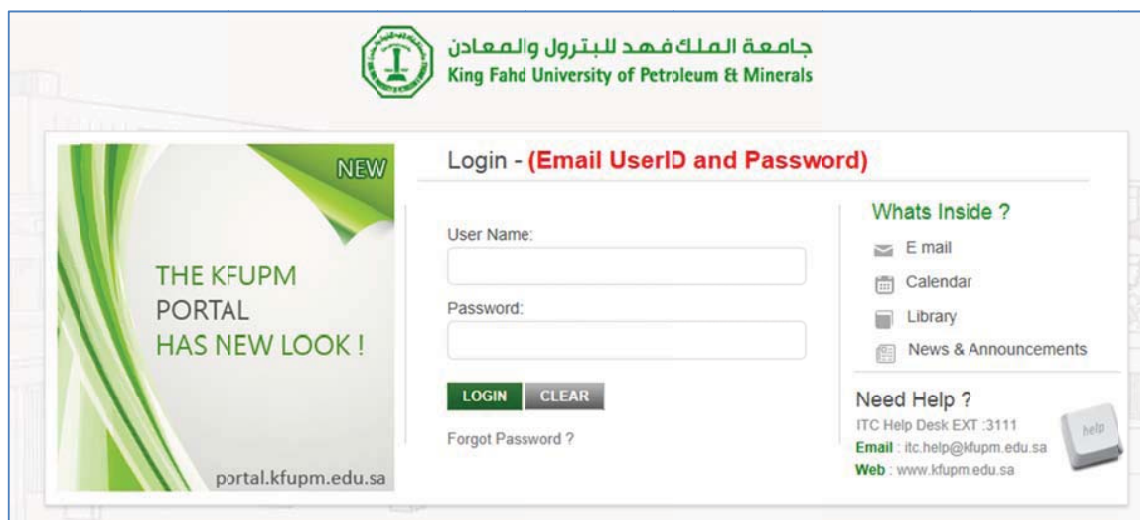 جامعة الملك فهد للبترول والمعادن
King Fahd University of Petroleum & Minerals
NEW
THE KFUPM
PORTAL
HAS NEW LOOK !
portal.kfupm.edu.sa
Login - (Email UserID and Password)
User Name:
Password:
LOGIN CLEAR
Forgot Password ?
Whats Inside ?
E mail
Calendar
Library
News & Announcements
Need Help ?
ITC Help Desk EXT :3111
Email : itc.help@kfupm.edu.sa
Web : www.kfupm.edu.sa
help